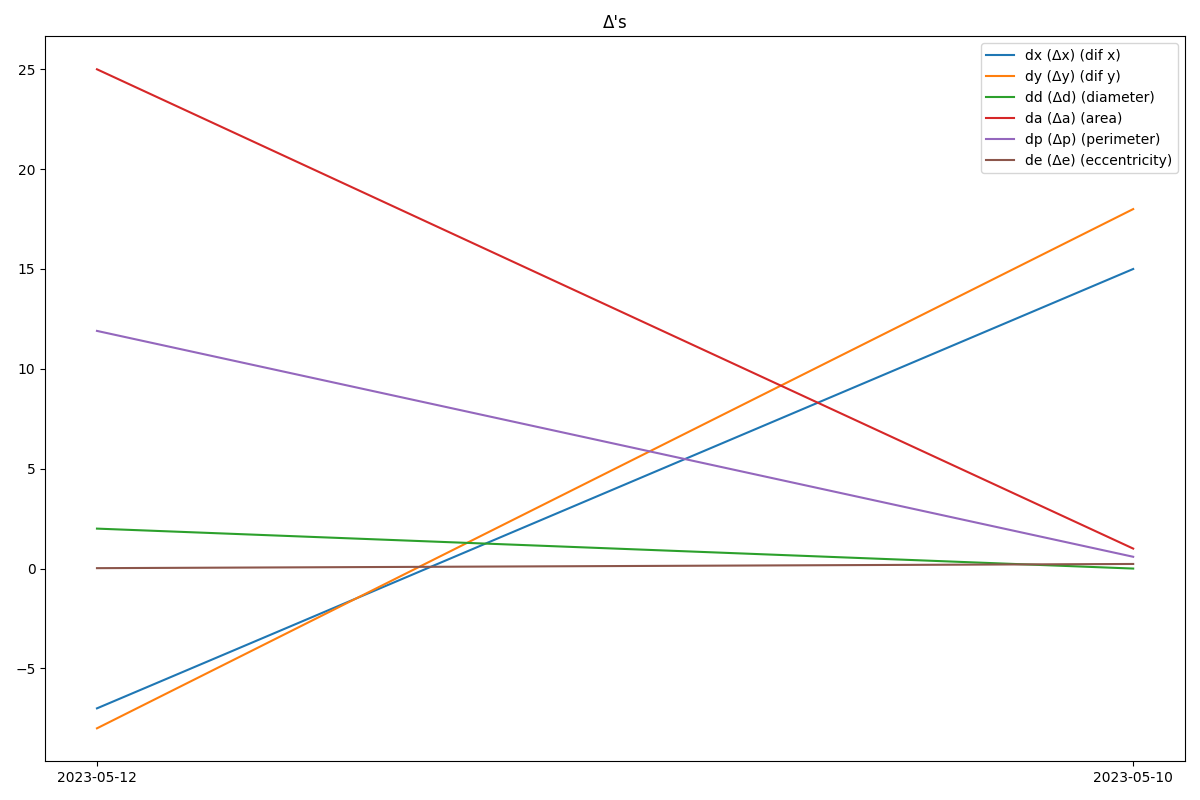 Δ's
dx (Δx) (dif x)
dy (Δy) (dif y)
dd (Δd) (diameter)
da (Δa) (area)
dp (Δp) (perimeter)
de (Δe) (eccentricity)
25
20
15
10
5
0
−5
2023-05-12
2023-05-10